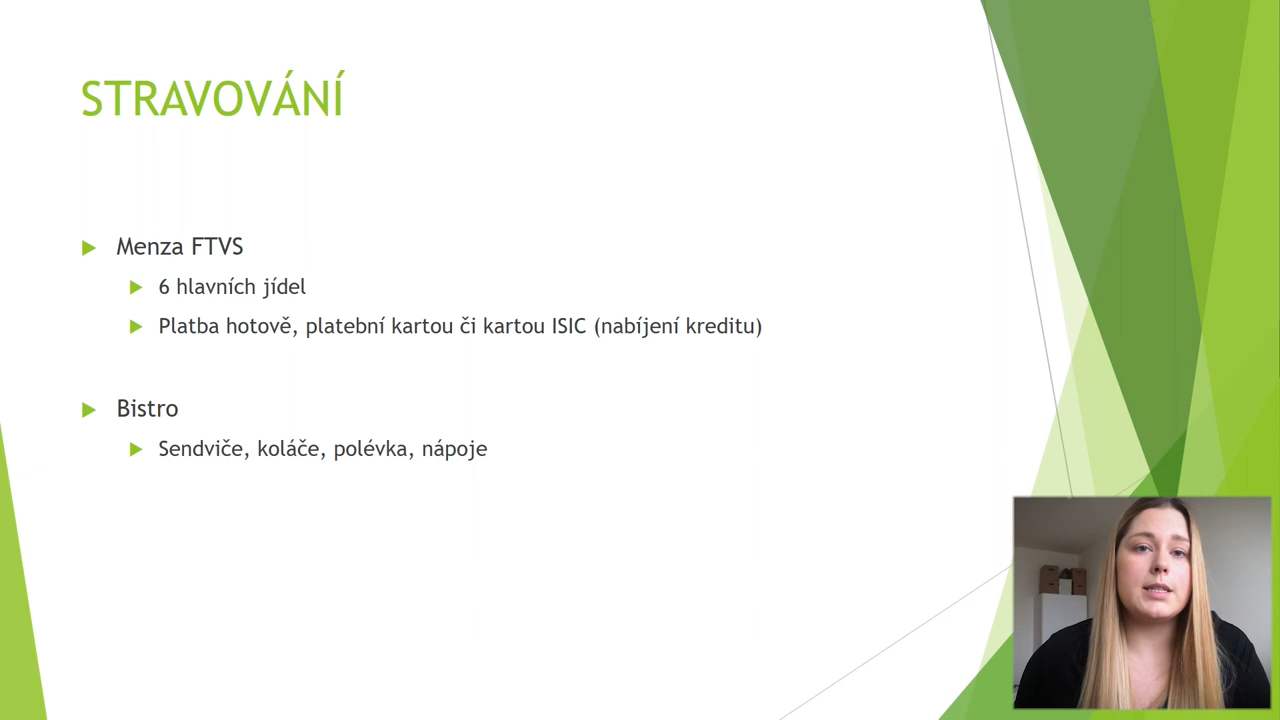 STRAVOVÁNÍ
Menza FTVS
6 hlavních jídel
Platba hotově, platební kartou či kartou ISIC (nabíjení kreditu)
Bistro
Sendviče, koláče, polévka, nápoje